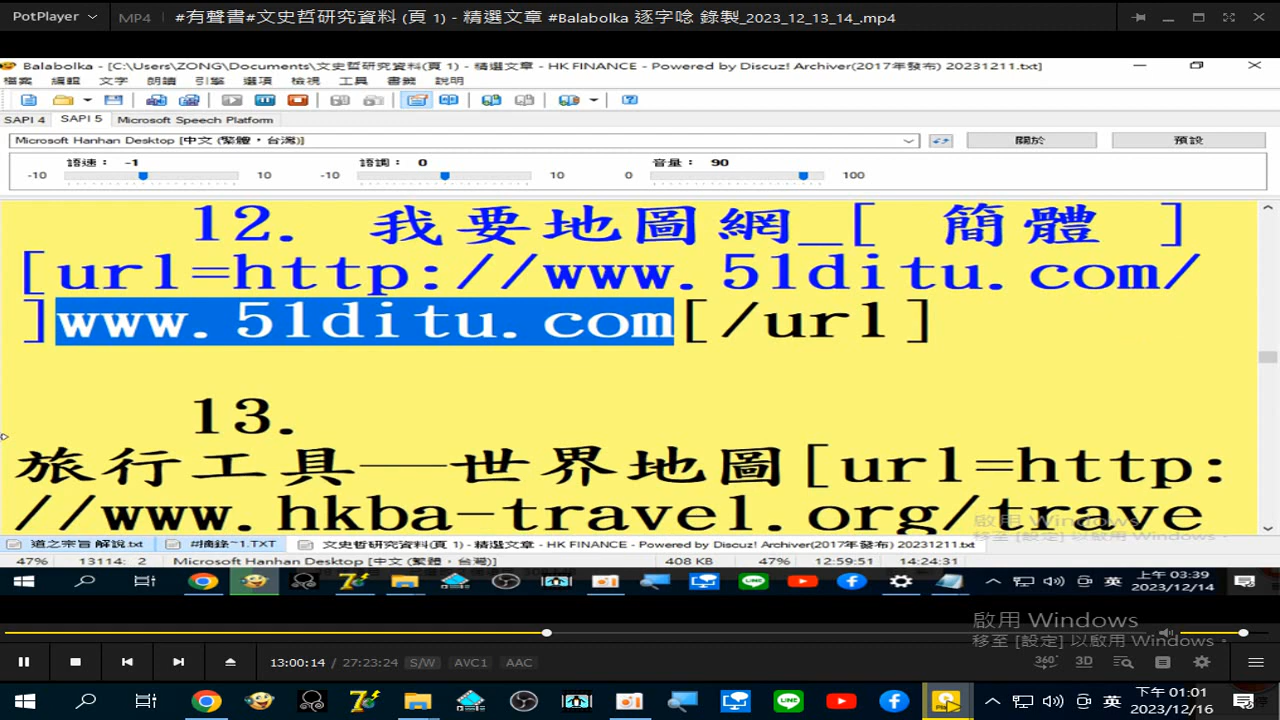 PotPlayer
MP4
#有聲書#文史哲研究資料 (頁 1) - 精選文章 #Balabolka 逐字唸 錄製_2023_12_13_14_.mp4
Balabolka - [C:\Users\ZONG\Documents\文史哲研究資料(頁 1) - 精選文章 - HK FINANCE - Powered by Discuz! Archiver(2017年發布) 20231211.txt]
檔案 編輯 文字 朗讀 引擎 選項 檢視 工具 書籤 說明
SAPI 4 SAPI 5 Microsoft Speech Platform
Microsoft Hanhan Desktop [中文 (繁體，台灣)]
關於 預設
語速： -1 語調： 0 音量： 90
-10 10 -10 10 0 100
12. 我要地圖網_[ 簡體 ]
[url=http://www.51ditu.com/
]www.51ditu.com[/url]
13.
旅行工具──世界地圖[url=http:
//www.hkba-travel.org/trave
啟用 Windows
移至 [設定] 以啟用 Windows。
道之宗旨 解說.txt #摘錄~1.TXT 文史哲研究資料(頁 1) - 精選文章 - HK FINANCE - Powered by Discuz! Archiver(2017年發布) 20231211.txt
47% 13114: 2 Microsoft Hanhan Desktop [中文 (繁體，台灣)] 408 KB 47% 12:59:51 14:24:31
英 上午 03:39
2023/12/14
啟用 Windows
移至 [設定] 以啟用 Windows。
13:00:14 / 27:23:24 S/W AVC1 AAC
360° 3D
英 下午 01:01
2023/12/16